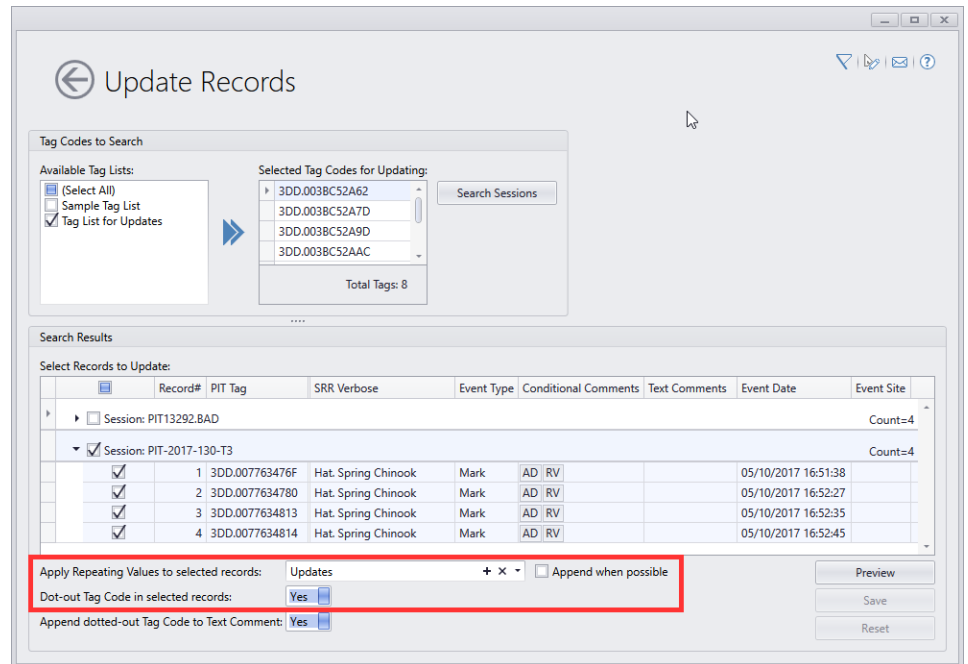 Update Records
Tag Codes to Search
Available Tag Lists:
(Select All)
Sample Tag List
Tag List for Updates
Selected Tag Codes for Updating:
3DD.003BC52A62
3DD.003BC52A7D
3DD.003BC52A9D
3DD.003BC52AAC
Total Tags: 8
Search Sessions
Search Results
Select Records to Update:
Record# PIT Tag SRR Verbose Event Type Conditional Comments Text Comments Event Date Event Site
Session: PIT13292.BAD Count=4
Session: PIT-2017-130-T3 Count=4
1 3DD.007763476F Hat. Spring Chinook Mark AD RV 05/10/2017 16:51:38
2 3DD.0077634780 Hat. Spring Chinook Mark AD RV 05/10/2017 16:52:27
3 3DD.0077634813 Hat. Spring Chinook Mark AD RV 05/10/2017 16:52:35
4 3DD.0077634814 Hat. Spring Chinook Mark AD RV 05/10/2017 16:52:45
Apply Repeating Values to selected records: Updates Append when possible Preview
Dot-out Tag Code in selected records: Yes Save
Append dotted-out Tag Code to Text Comment: Yes Reset